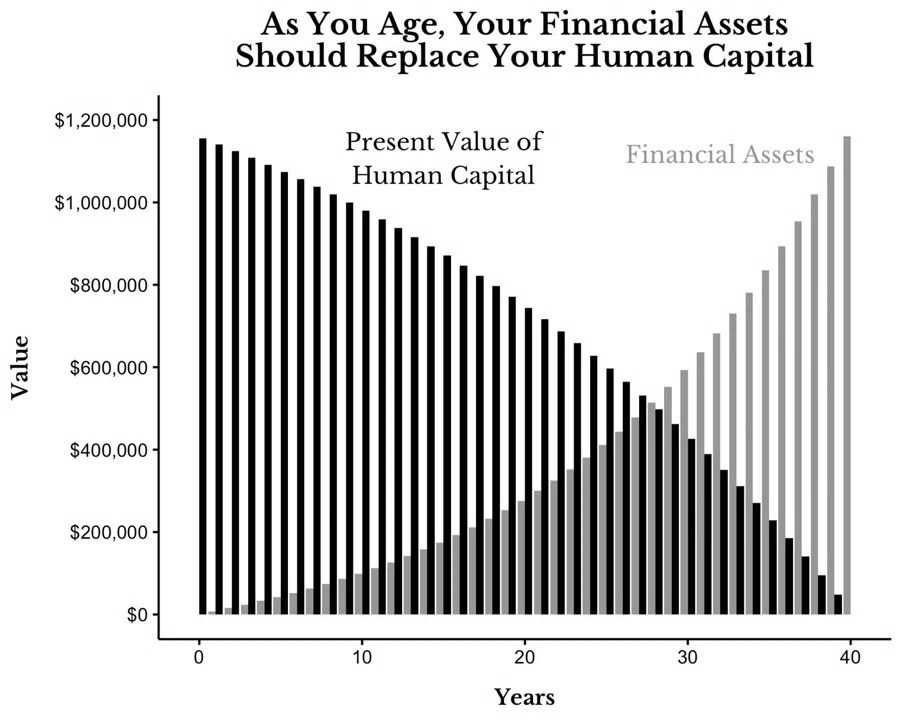 As You Age, Your Financial Assets
Should Replace Your Human Capital
$1,200,000
Present Value of
Human Capital
Financial Assets
$1,000,000
$800,000
Value
$600,000
$400,000
$200,000
$0
0 10 20 30 40
Years